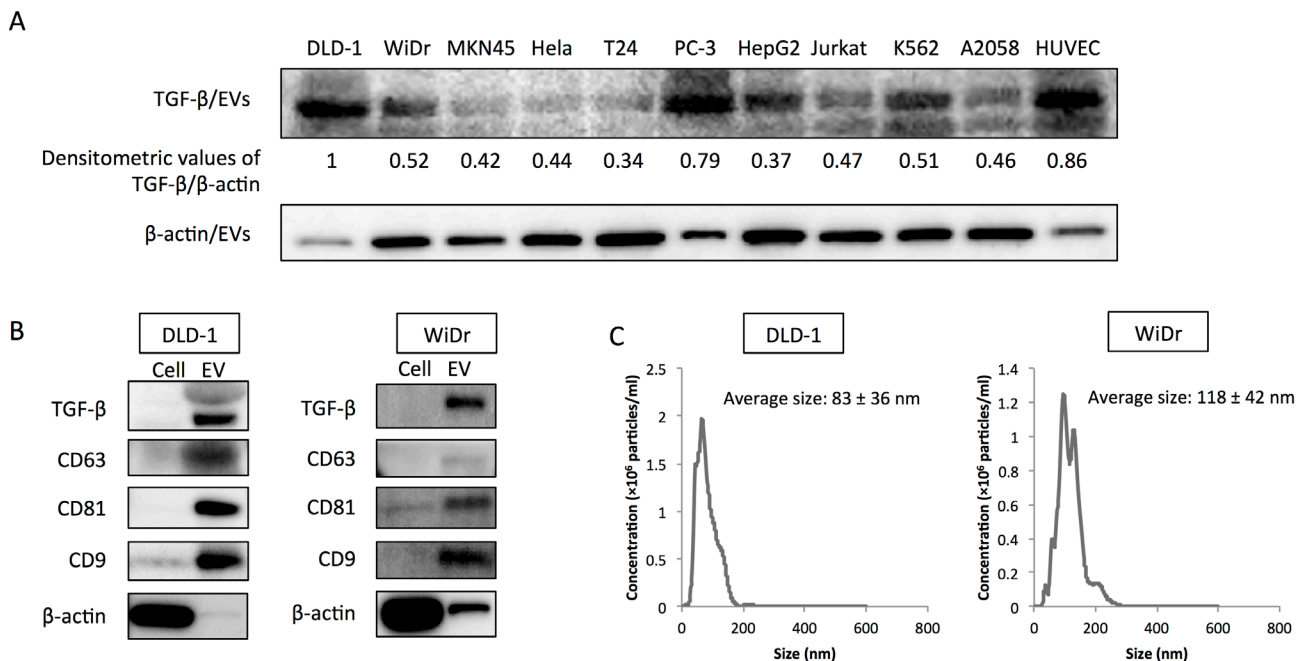 A
DLD-1 WiDr MKN45 Hela T24 PC-3 HepG2 Jurkat K562 A2058 HUVEC
TGF-β/EVs
Densitometric values of
TGF-β/β-actin
1 0.52 0.42 0.44 0.34 0.79 0.37 0.47 0.51 0.46 0.86
β-actin/EVs
B
DLD-1
Cell EV
TGF-β
CD63
CD81
CD9
β-actin
WiDr
Cell EV
TGF-β
CD63
CD81
CD9
β-actin
C
DLD-1
Average size: 83 ± 36 nm
Concentration (×10⁶ particles/ml)
2.5
2
1.5
1
0.5
0
0 200 400 600 800
Size (nm)
WiDr
Average size: 118 ± 42 nm
Concentration (×10⁶ particles/ml)
1.4
1.2
1
0.8
0.6
0.4
0.2
0
0 200 400 600 800
Size (nm)